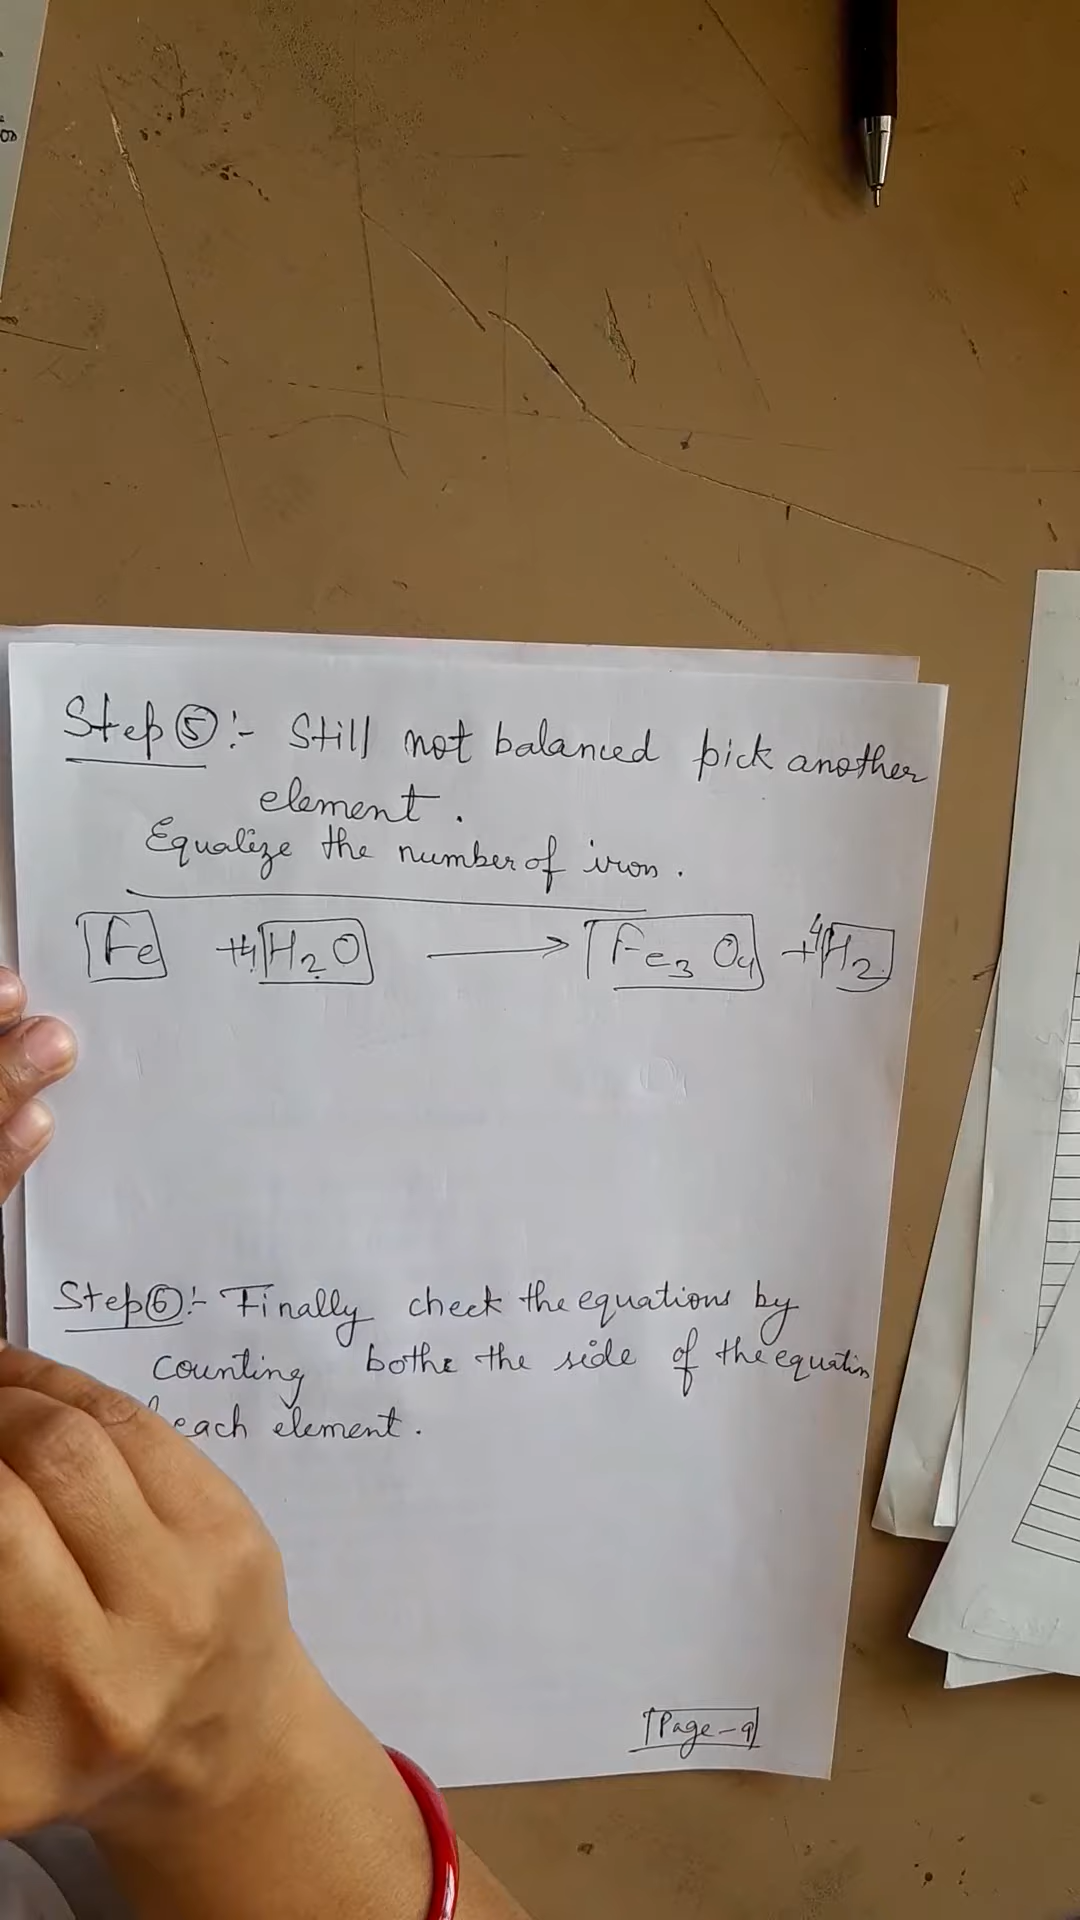 Step ⑤:- Still not balanced pick another
element.
Equalize the number of iron.
Fe +4 H₂O → Fe₃ O₄ + 4 H₂
Step ⑥:- Finally check the equations by
counting bothe the side of the equation
each element.
Page - 9